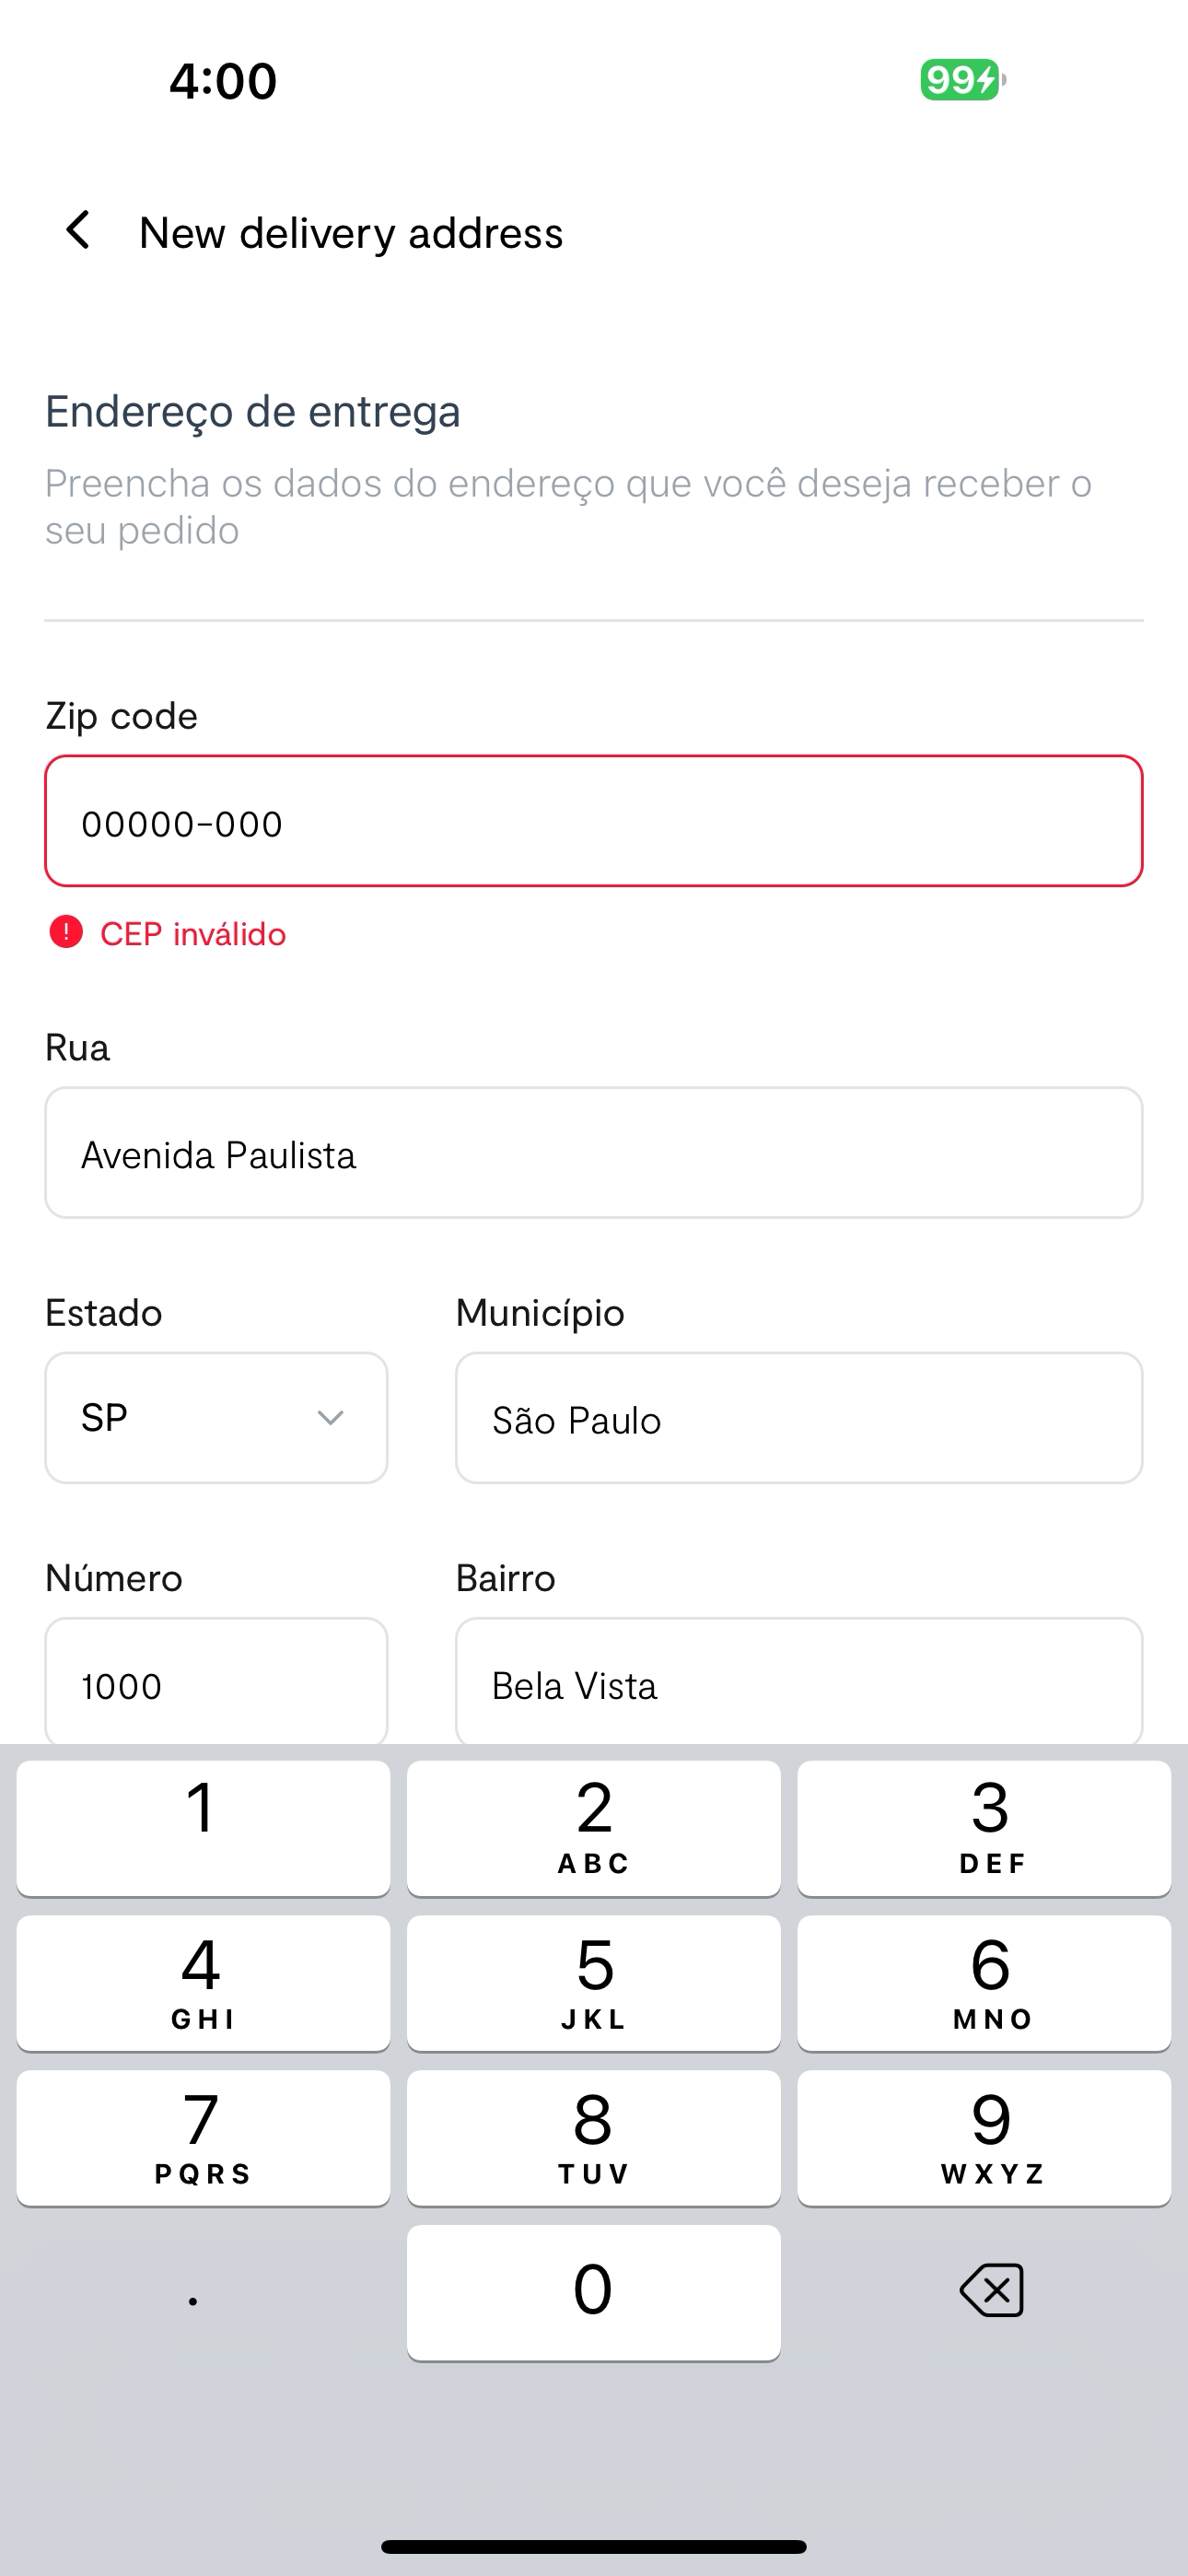 4:00
99
New delivery address
Endereço de entrega
Preencha os dados do endereço que você deseja receber o
seu pedido
Zip code
00000-000
CEP inválido
Rua
Avenida Paulista
Estado
Município
SP
São Paulo
Número
Bairro
1000
Bela Vista
1
2
3
ABC
DEF
4
5
6
GHI
JKL
MNO
7
8
9
PQRS
TUV
WXYZ
.
0